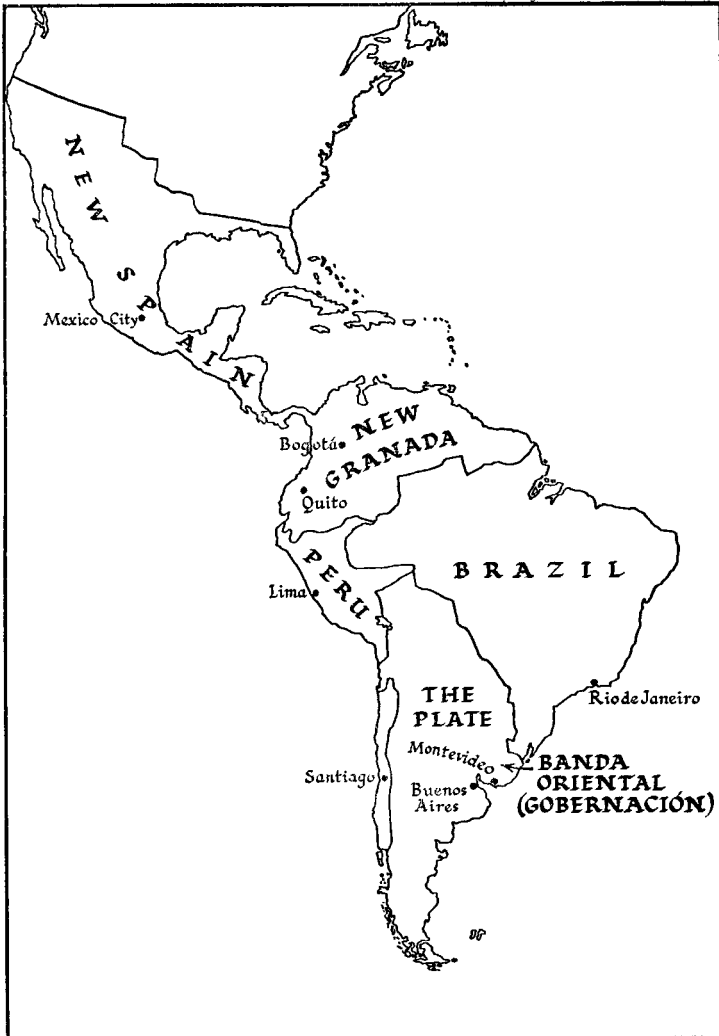 NEW SPAIN
Mexico City
NEW
GRANADA
Bogotá
Quito
PERU
Lima
BRAZIL
Rio de Janeiro
THE
PLATE
Montevideo
BANDA
ORIENTAL
(GOBERNACIÓN)
Santiago
Buenos
Aires